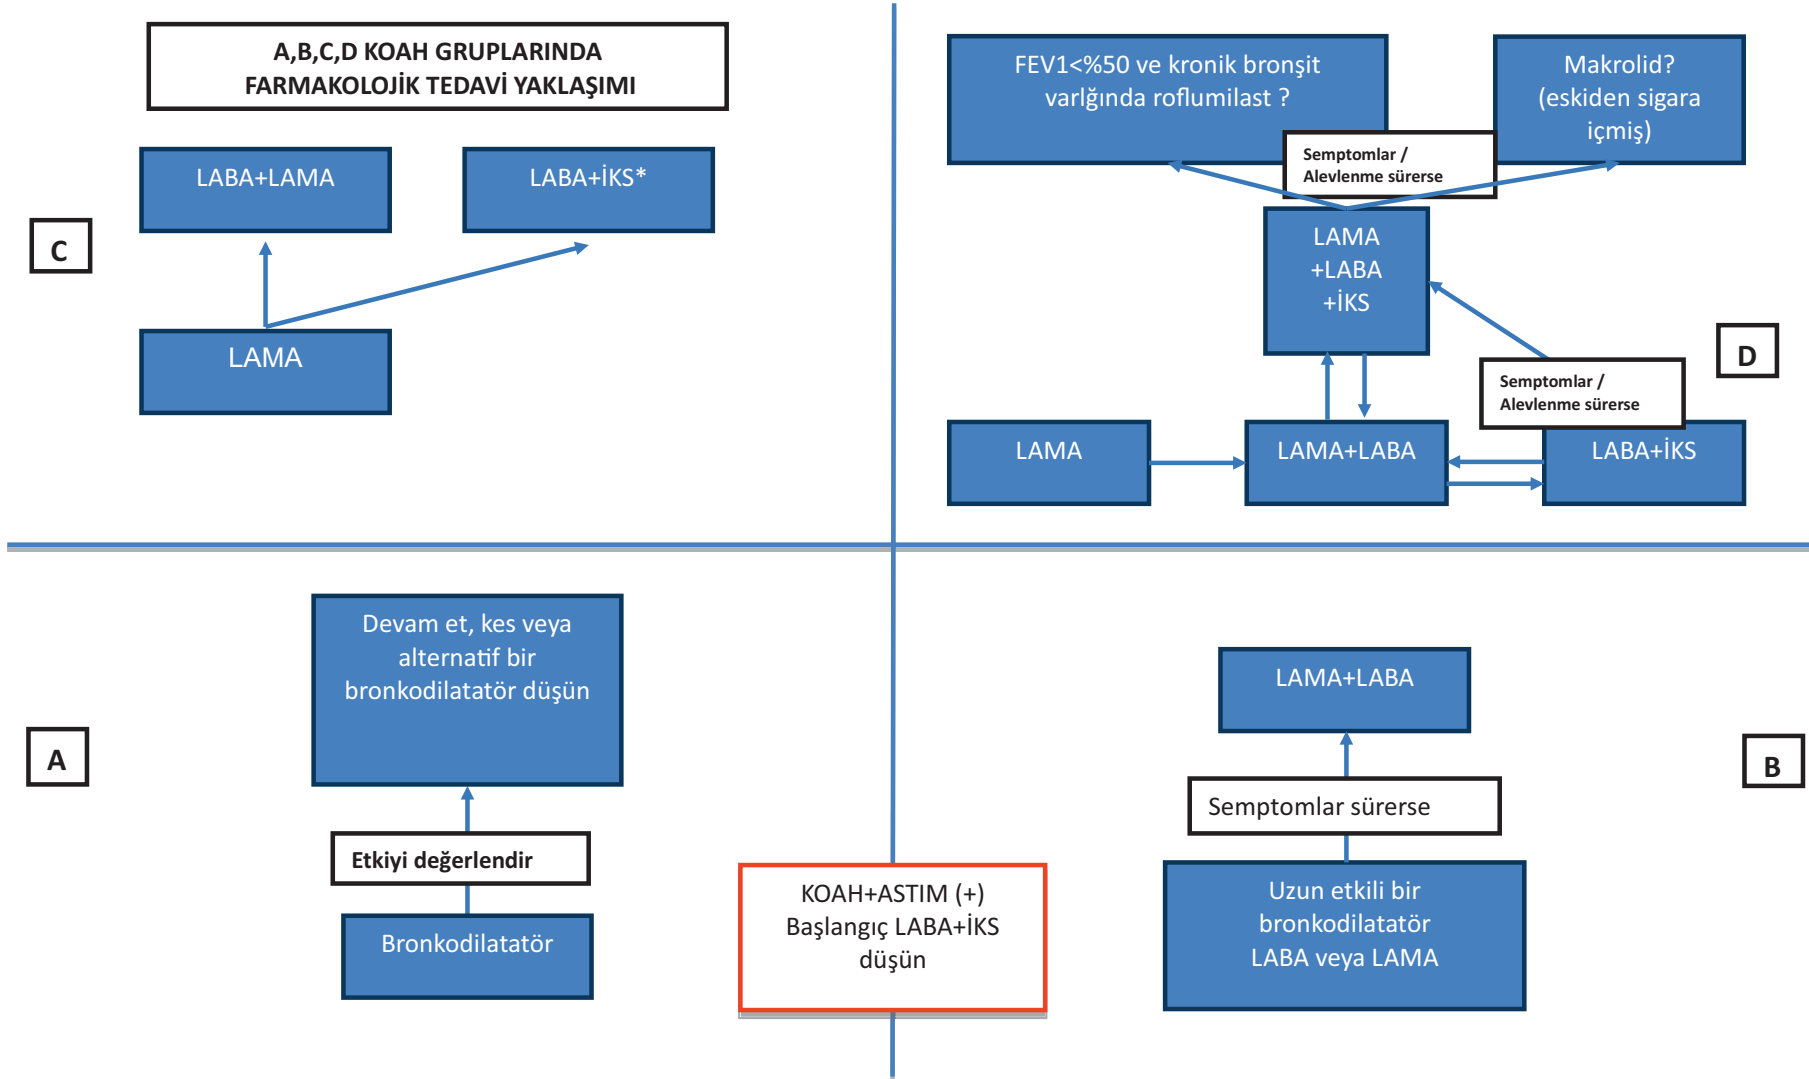 A,B,C,D KOAH GRUPLARINDA
FARMAKOLOJİK TEDAVİ YAKLAŞIMI
LABA+LAMA
LABA+İKS*
C
LAMA
FEV1<%50 ve kronik bronşit
varlğında roflumilast ?
Makrolid?
(eskiden sigara
içmiş)
Semptomlar /
Alevlenme sürerse
LAMA
+LABA
+İKS
D
Semptomlar /
Alevlenme sürerse
LAMA
LAMA+LABA
LABA+İKS
Devam et, kes veya
alternatif bir
bronkodilatatör düşün
A
Etkiyi değerlendir
Bronkodilatatör
KOAH+ASTIM (+)
Başlangıç LABA+İKS
düşün
LAMA+LABA
B
Semptomlar sürerse
Uzun etkili bir
bronkodilatatör
LABA veya LAMA